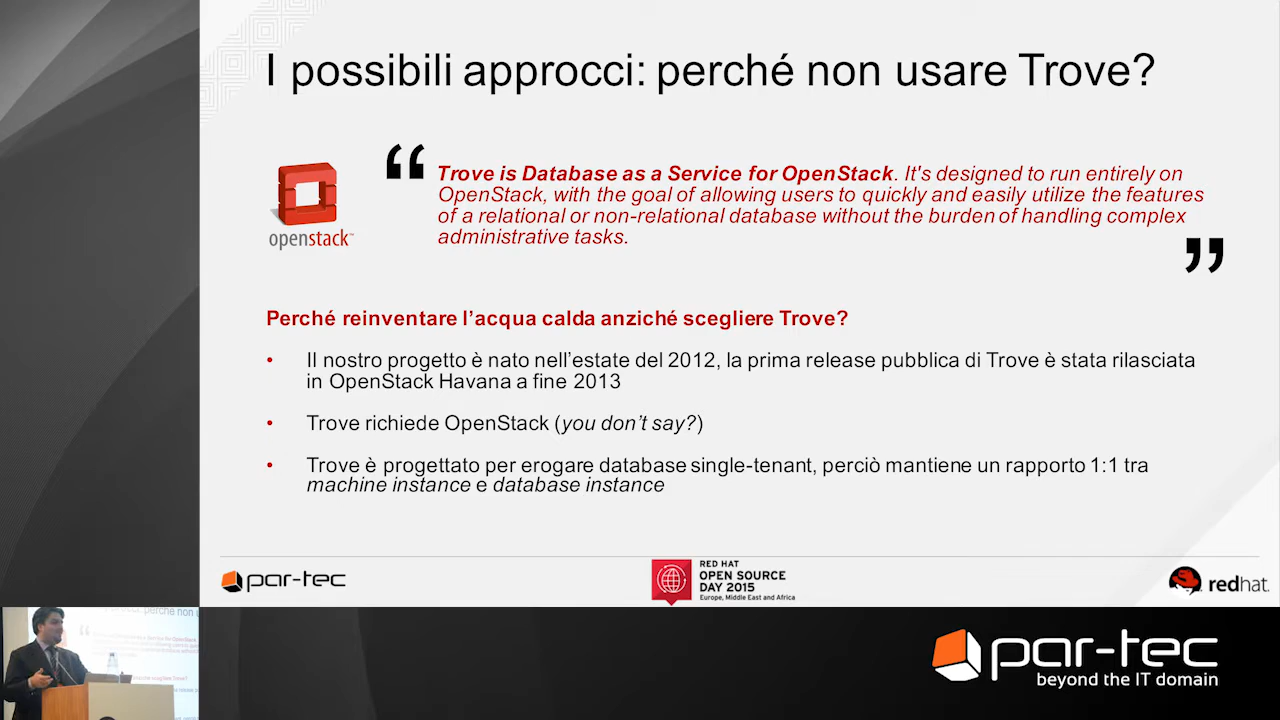 I possibili approcci: perché non usare Trove?
“
Trove is Database as a Service for OpenStack. It's designed to run entirely on
OpenStack, with the goal of allowing users to quickly and easily utilize the features
of a relational or non-relational database without the burden of handling complex
administrative tasks.
”
openstack™
Perché reinventare l’acqua calda anziché scegliere Trove?
• Il nostro progetto è nato nell’estate del 2012, la prima release pubblica di Trove è stata rilasciata
in OpenStack Havana a fine 2013
• Trove richiede OpenStack (you don’t say?)
• Trove è progettato per erogare database single-tenant, perciò mantiene un rapporto 1:1 tra
machine instance e database instance
par-tec
RED HAT
OPEN SOURCE
DAY 2015
Europe, Middle East and Africa
redhat.
par-tec
beyond the IT domain